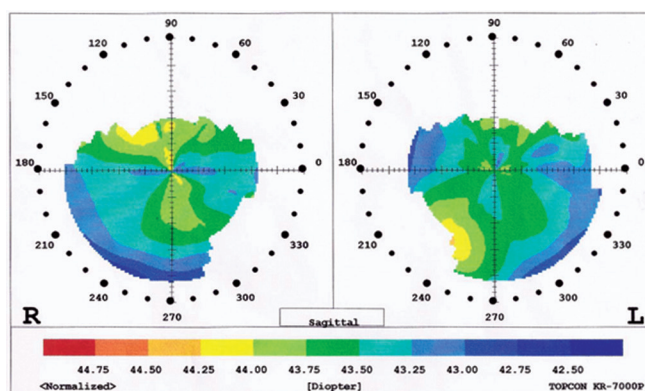 90 90
120 60 120 60
150 30 150 30
180 0 180 0
210 330 210 330
240 300 240 300
R 270 270 L
Sagittal
44.75 44.50 44.25 44.00 43.75 43.50 43.25 43.00 42.75 42.50
<Normalized> [Diopter] TOPCON KR-7000P